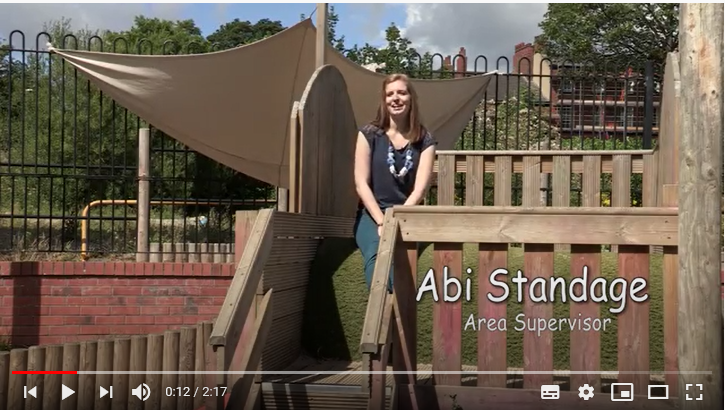 Abi Standage
Area Supervisor
0:12 / 2:17